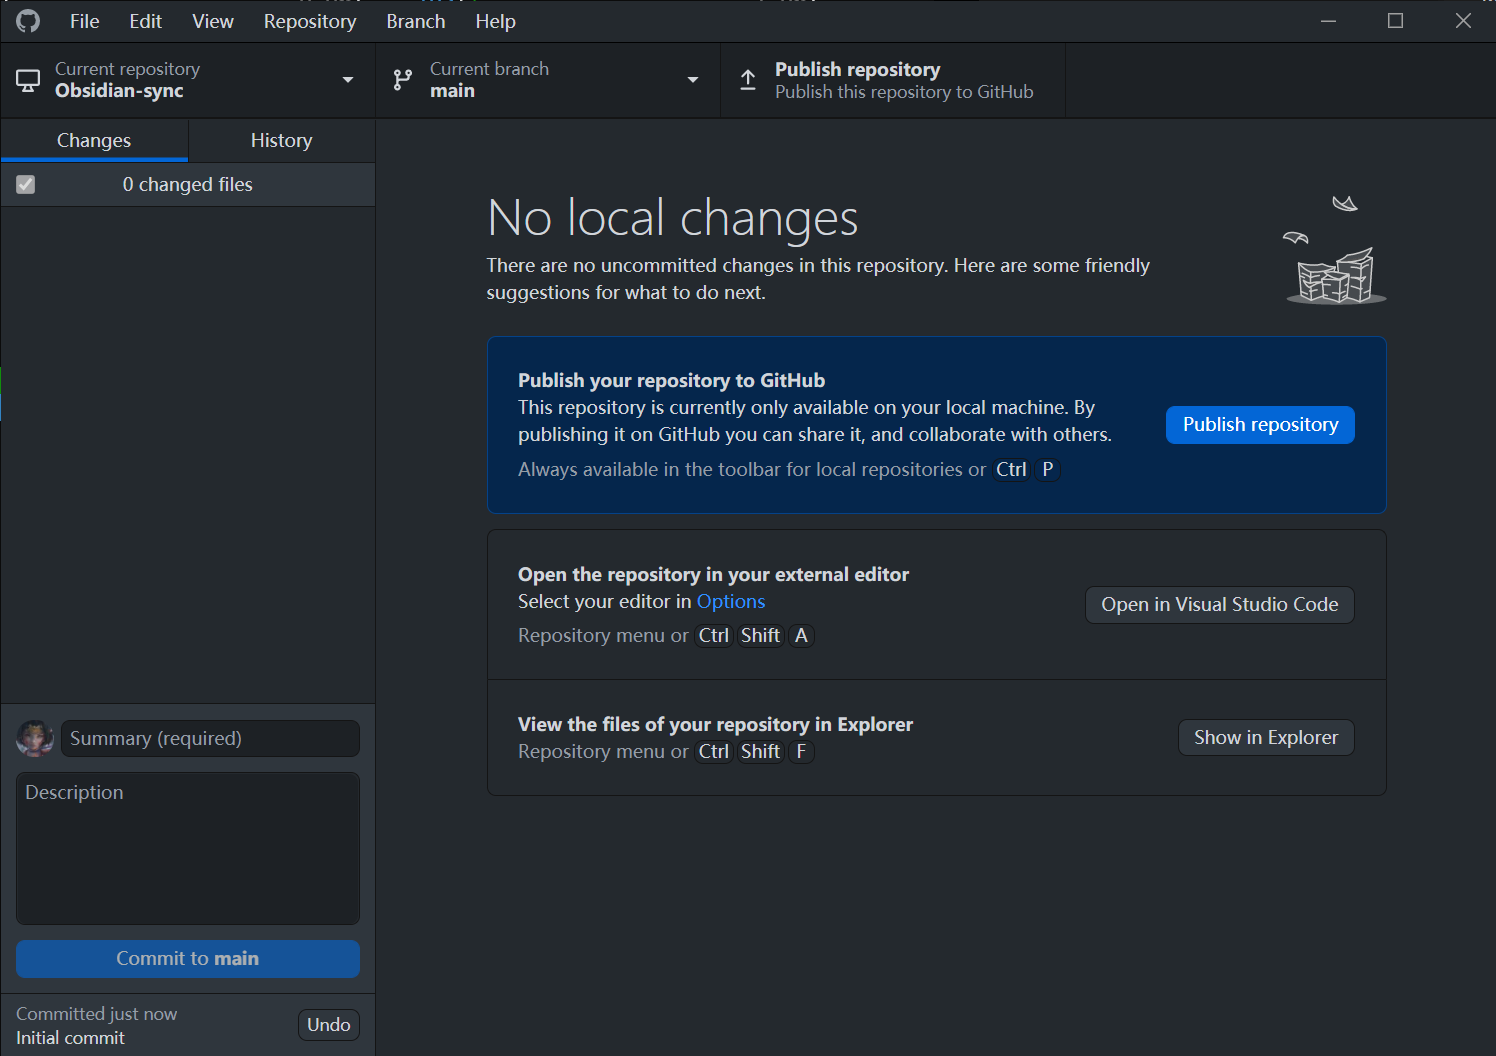 File Edit View Repository Branch Help
Current repository
Obsidian-sync
Current branch
main
Publish repository
Publish this repository to GitHub
Changes
History
0 changed files
No local changes
There are no uncommitted changes in this repository. Here are some friendly
suggestions for what to do next.
Publish your repository to GitHub
This repository is currently only available on your local machine. By
publishing it on GitHub you can share it, and collaborate with others.
Always available in the toolbar for local repositories or Ctrl P
Publish repository
Open the repository in your external editor
Select your editor in Options
Repository menu or Ctrl Shift A
Open in Visual Studio Code
View the files of your repository in Explorer
Repository menu or Ctrl Shift F
Show in Explorer
Summary (required)
Description
Commit to main
Committed just now
Initial commit
Undo